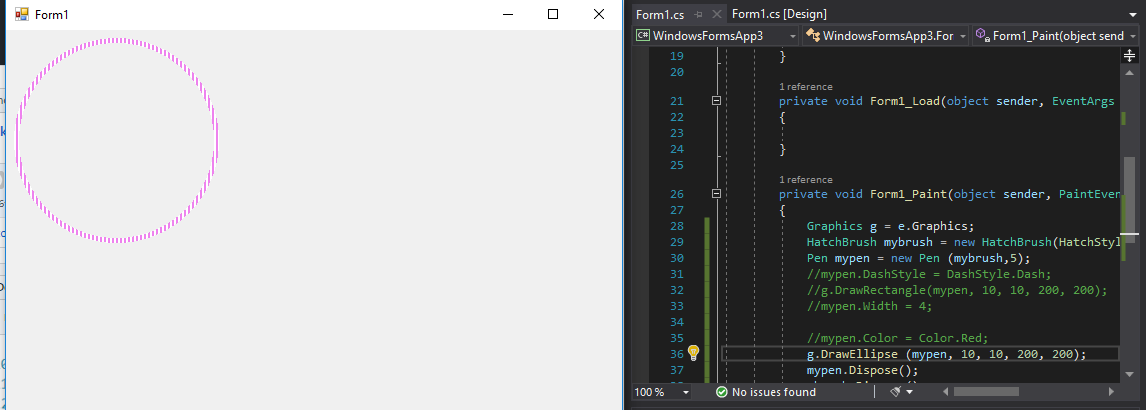 Form1
Form1.cs
Form1.cs [Design]
C# WindowsFormsApp3
WindowsFormsApp3.For
Form1_Paint(object send
19 }
20
1 reference
21 private void Form1_Load(object sender, EventArgs
22 {
23
24 }
25
1 reference
26 private void Form1_Paint(object sender, PaintEven
27 {
28 Graphics g = e.Graphics;
29 HatchBrush mybrush = new HatchBrush(HatchStyl
30 Pen mypen = new Pen (mybrush,5);
31 //mypen.DashStyle = DashStyle.Dash;
32 //g.DrawRectangle(mypen, 10, 10, 200, 200);
33 //mypen.Width = 4;
34
35 //mypen.Color = Color.Red;
36 g.DrawEllipse (mypen, 10, 10, 200, 200);
37 mypen.Dispose();
100 %
No issues found